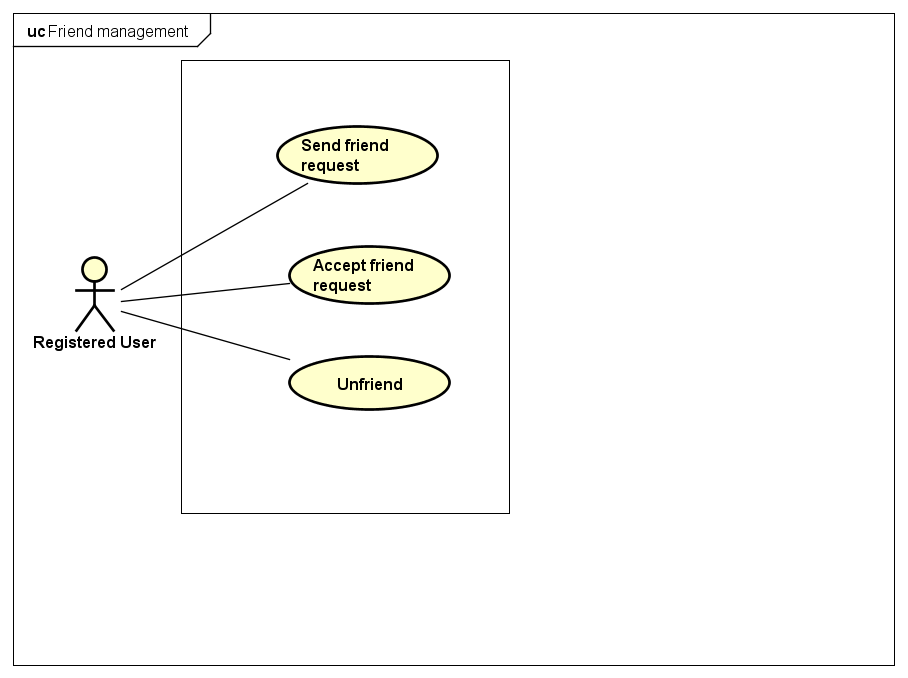 uc Friend management
Send friend
request
Accept friend
request
Registered User
Unfriend